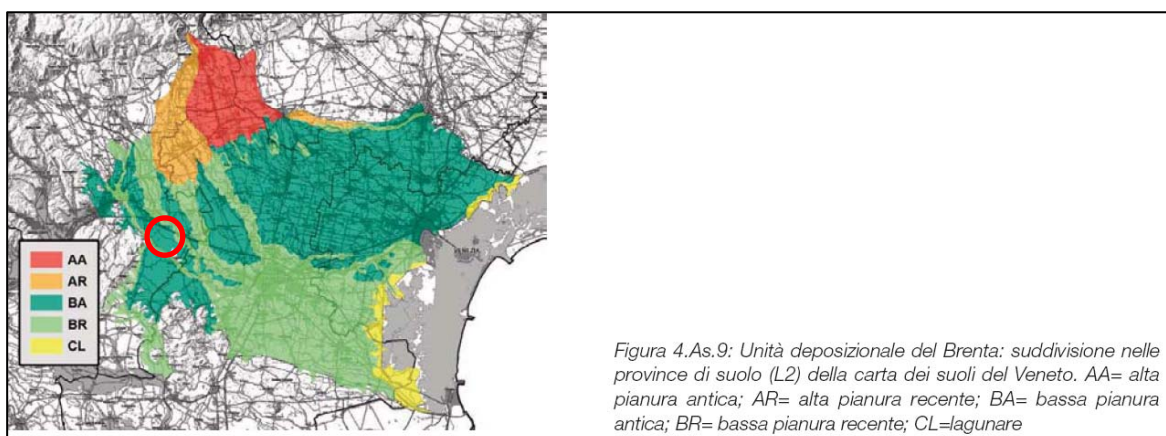 AA
AR
BA
BR
CL
Figura 4.As.9: Unità deposizionale del Brenta: suddivisione nelle
province di suolo (L2) della carta dei suoli del Veneto. AA= alta
pianura antica; AR= alta pianura recente; BA= bassa pianura
antica; BR= bassa pianura recente; CL=lagunare